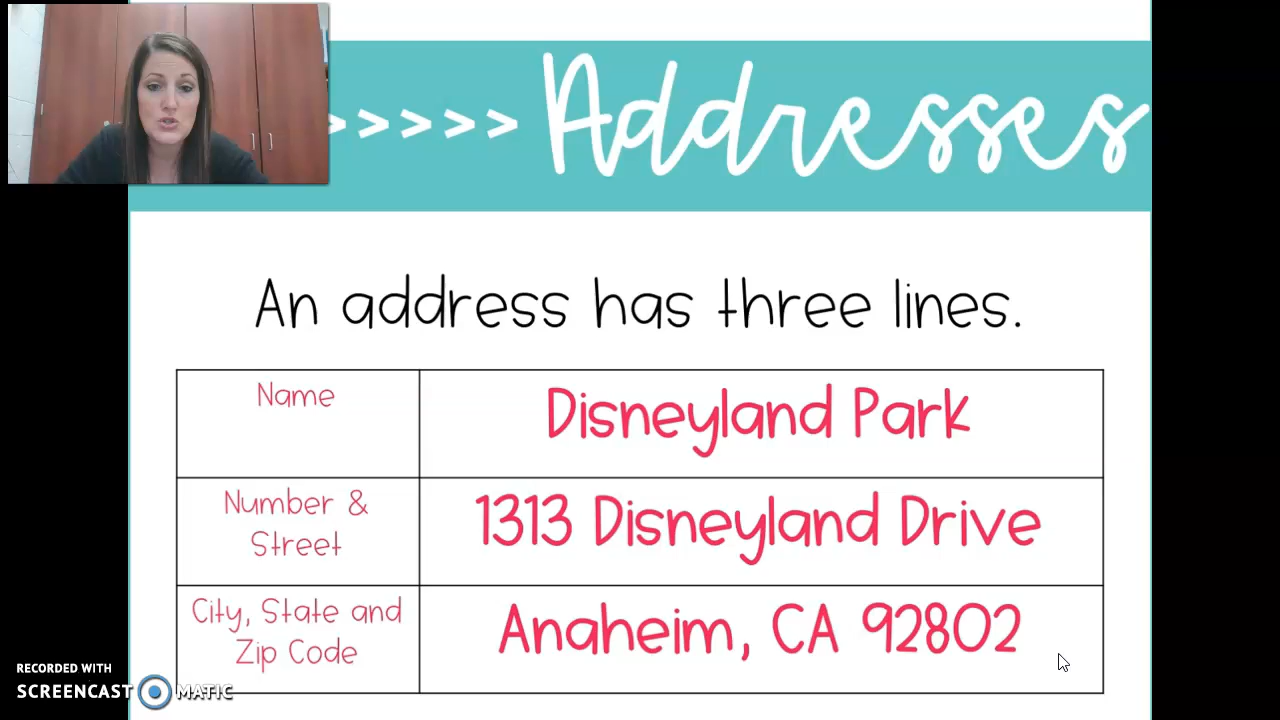 >>>>> Addresses
An address has three lines.
Name
Disneyland Park
Number &
Street
1313 Disneyland Drive
City, State and
Zip Code
Anaheim, CA 92802
RECORDED WITH
SCREENCAST MATIC